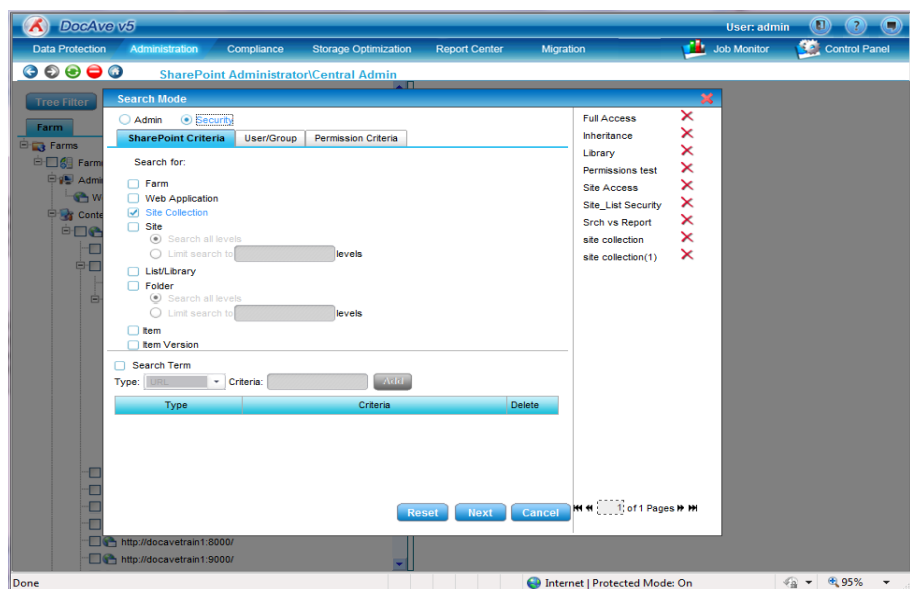 DocAve v5
User: admin
Data Protection Administration Compliance Storage Optimization Report Center Migration Job Monitor Control Panel
SharePoint Administrator\Central Admin
Tree Filter
Farm
Farms
Farm
Admi
W
Conte
http://docavetrain1:8000/
http://docavetrain1:9000/
Search Mode
Admin Security
SharePoint Criteria User/Group Permission Criteria
Search for:
Farm
Web Application
Site Collection
Site
Search all levels
Limit search to levels
List/Library
Folder
Search all levels
Limit search to levels
Item
Item Version
Search Term
Type: URL Criteria: Add
Type Criteria Delete
Reset Next Cancel
Full Access
Inheritance
Library
Permissions test
Site Access
Site_List Security
Srch vs Report
site collection
site collection(1)
1 of 1 Pages
Done Internet | Protected Mode: On 95%